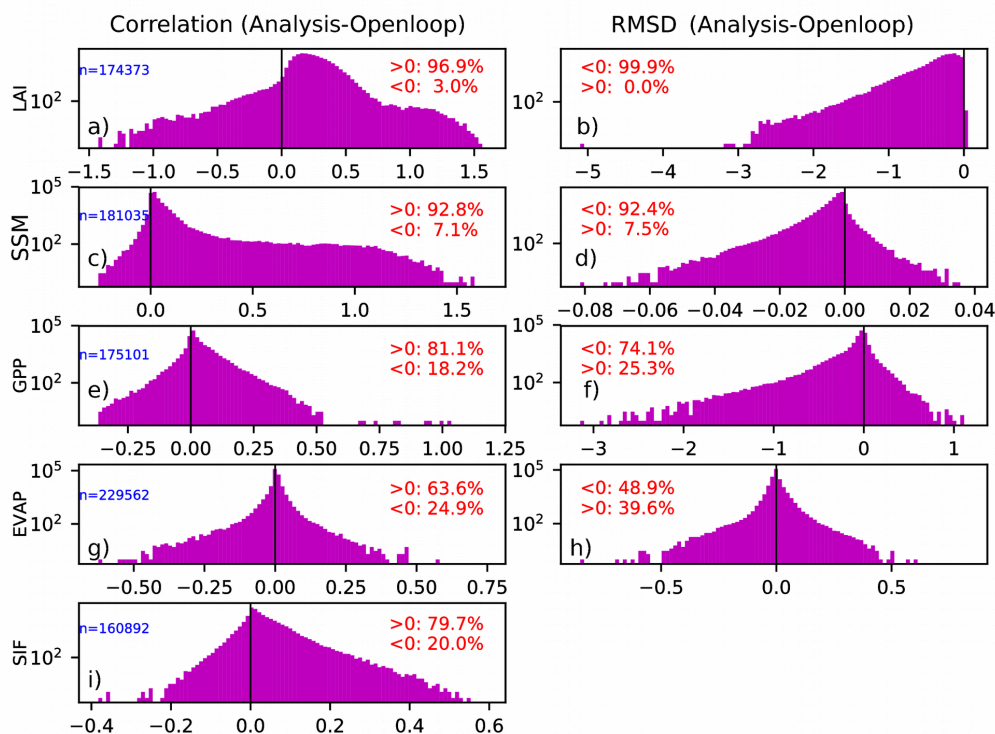 Correlation (Analysis-Openloop)
RMSD (Analysis-Openloop)
LAI
10²
n=174373
>0: 96.9%
<0: 3.0%
a)
−1.5 −1.0 −0.5 0.0 0.5 1.0 1.5
10²
<0: 99.9%
>0: 0.0%
b)
−5 −4 −3 −2 −1 0
SSM
10⁵
10²
n=181035
>0: 92.8%
<0: 7.1%
c)
0.0 0.5 1.0 1.5
10²
<0: 92.4%
>0: 7.5%
d)
−0.08 −0.06 −0.04 −0.02 0.00 0.02 0.04
GPP
10⁵
10²
n=175101
>0: 81.1%
<0: 18.2%
e)
−0.25 0.00 0.25 0.50 0.75 1.00 1.25
10⁵
10²
<0: 74.1%
>0: 25.3%
f)
−3 −2 −1 0 1
EVAP
10⁵
10²
n=229562
>0: 63.6%
<0: 24.9%
g)
−0.50 −0.25 0.00 0.25 0.50 0.75
10⁵
10²
<0: 48.9%
>0: 39.6%
h)
−0.5 0.0 0.5
SIF
10²
n=160892
>0: 79.7%
<0: 20.0%
i)
−0.4 −0.2 0.0 0.2 0.4 0.6